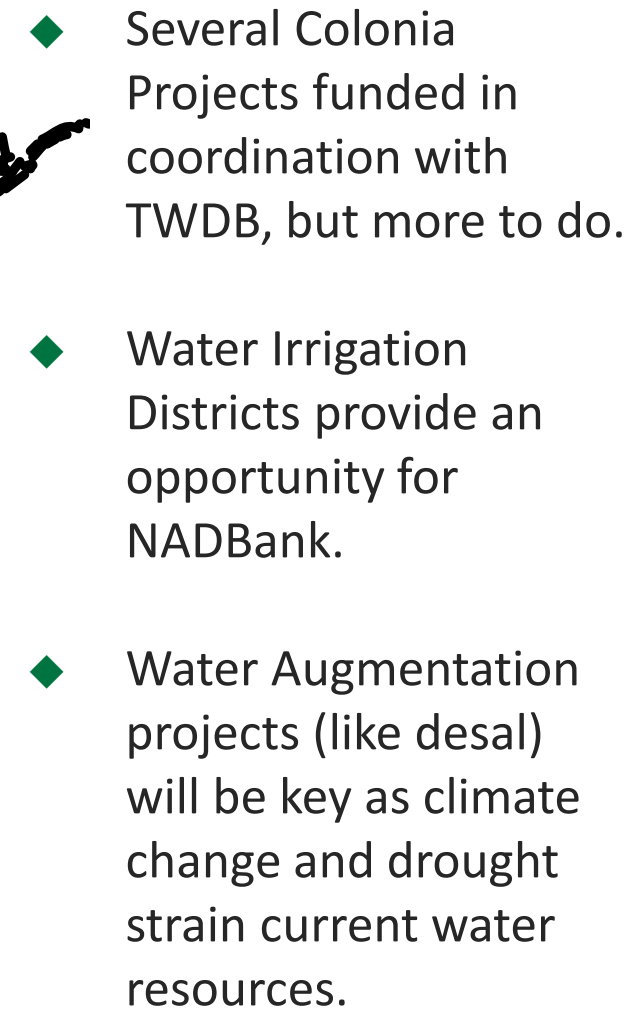 Several Colonia
Projects funded in
coordination with
TWDB, but more to do.
Water Irrigation
Districts provide an
opportunity for
NADBank.
Water Augmentation
projects (like desal)
will be key as climate
change and drought
strain current water
resources.